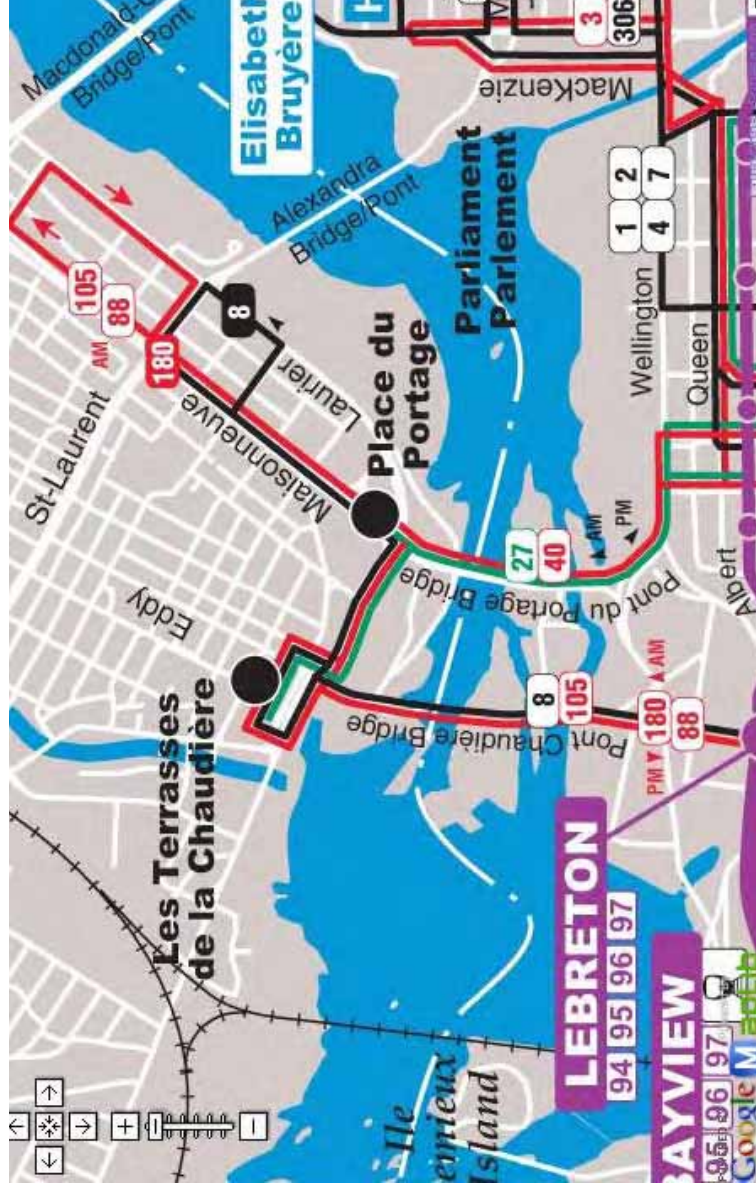 Macdonald-C
Bridge/Pont
Elisabeth
Bruyère
H
3
306
MacKenzie
105
88
AM
180
8
St-Laurent
Alexandra
Bridge/Pont
Maisonneuve
Laurier
Place du
Portage
Parliament
Parlement
1 2
4 7
Wellington
Queen
Albert
Eddy
Les Terrasses
de la Chaudière
27
40
AM
PM
Pont du Portage Bridge
Pont Chaudière Bridge
8
105
PM 180 AM
88
LEBRETON
94 95 96 97
BAYVIEW
95 96 97
Ile
emieux
Island
Google